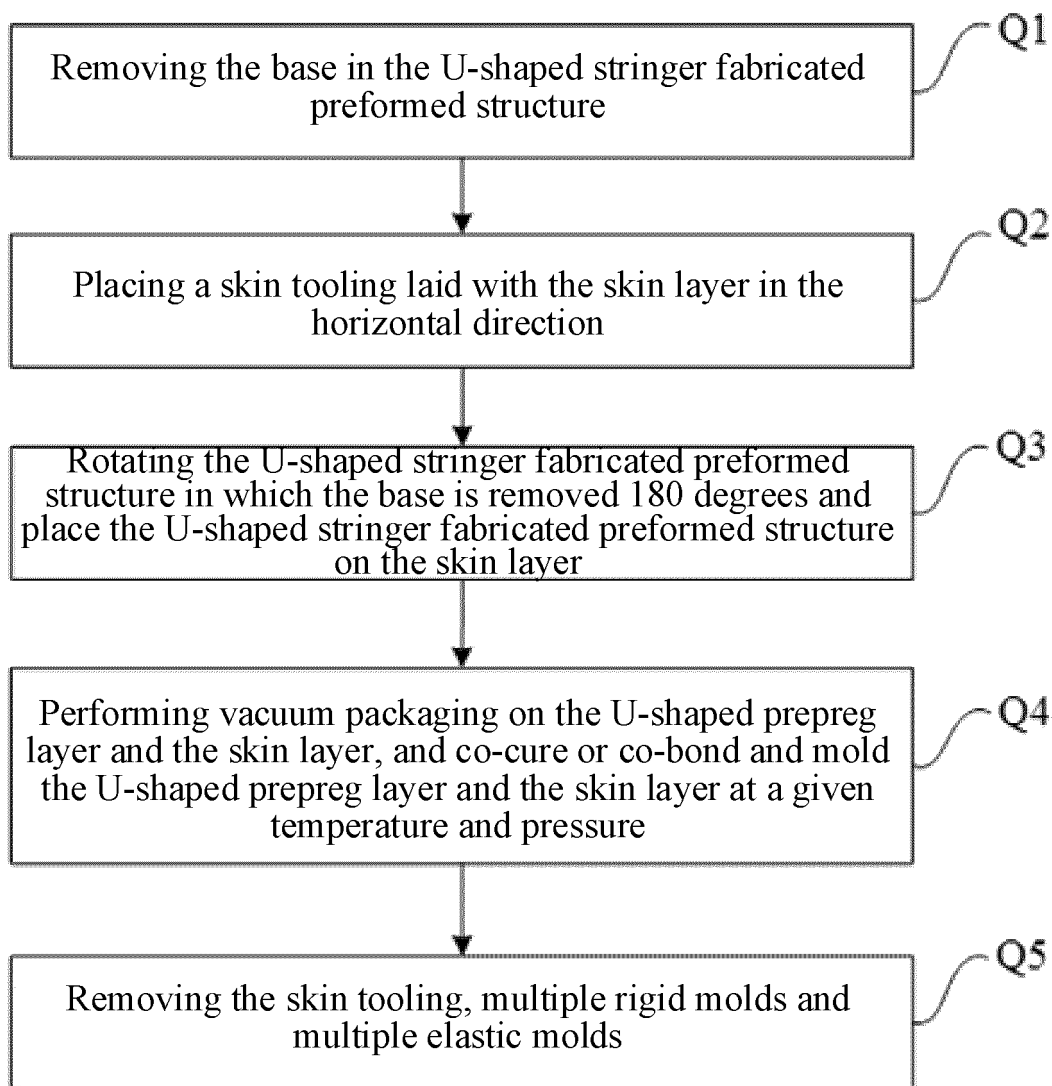 Q1
Removing the base in the U-shaped stringer fabricated
preformed structure
Q2
Placing a skin tooling laid with the skin layer in the
horizontal direction
Q3
Rotating the U-shaped stringer fabricated preformed
structure in which the base is removed 180 degrees and
place the U-shaped stringer fabricated preformed structure
on the skin layer
Q4
Performing vacuum packaging on the U-shaped prepreg
layer and the skin layer, and co-cure or co-bond and mold
the U-shaped prepreg layer and the skin layer at a given
temperature and pressure
Q5
Removing the skin tooling, multiple rigid molds and
multiple elastic molds